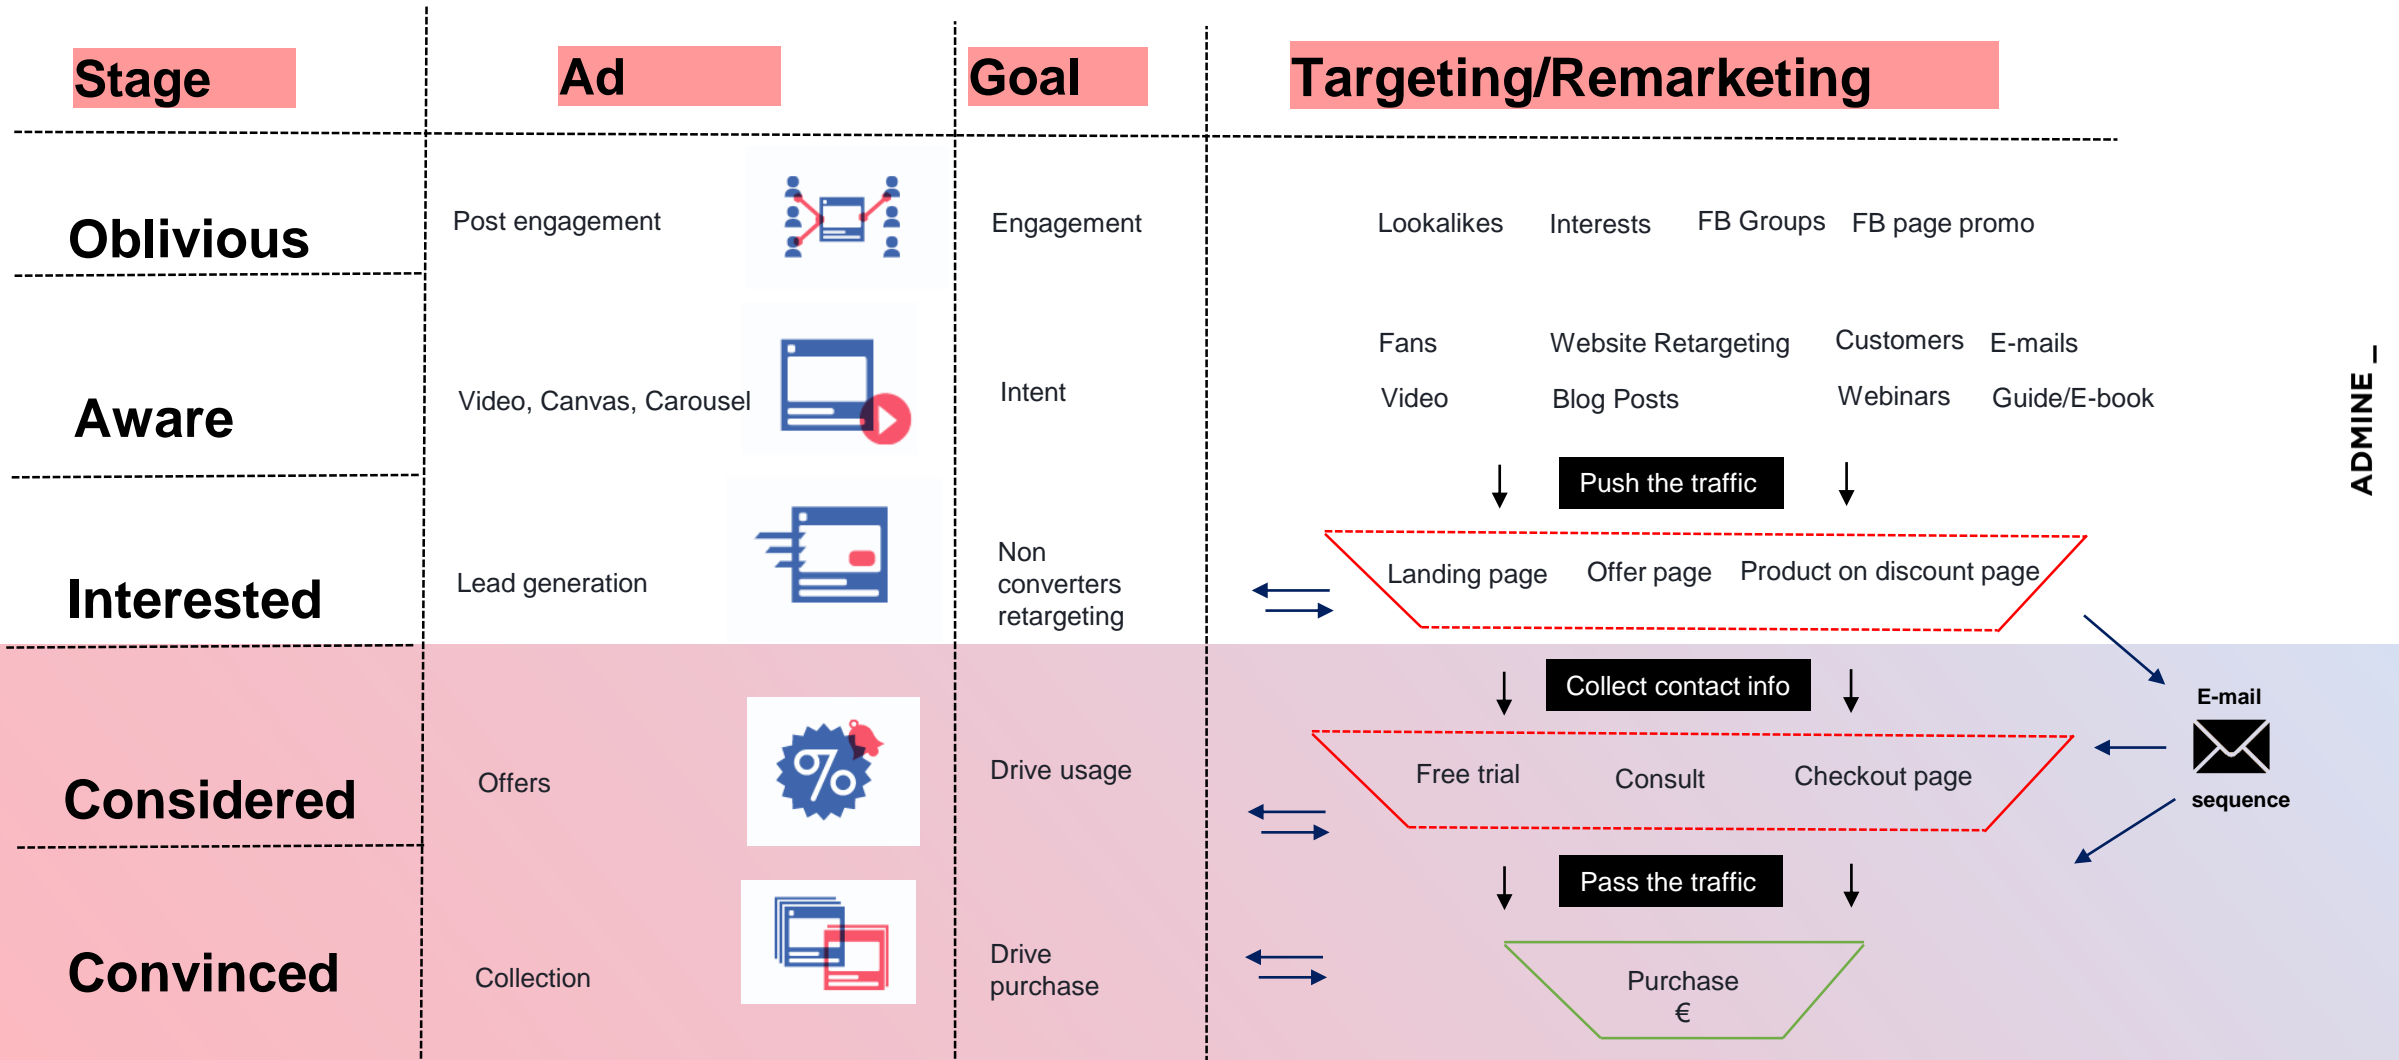 Stage
Ad
Goal
Targeting/Remarketing
Oblivious
Post engagement
Engagement
Lookalikes
Interests
FB Groups
FB page promo
Aware
Video, Canvas, Carousel
Intent
Fans
Website Retargeting
Customers
E-mails
Video
Blog Posts
Webinars
Guide/E-book
Push the traffic
Interested
Lead generation
Non
converters
retargeting
Landing page
Offer page
Product on discount page
Collect contact info
E-mail
sequence
Considered
Offers
%
Drive usage
Free trial
Consult
Checkout page
Pass the traffic
Convinced
Collection
Drive
purchase
Purchase
€
ADMINE _